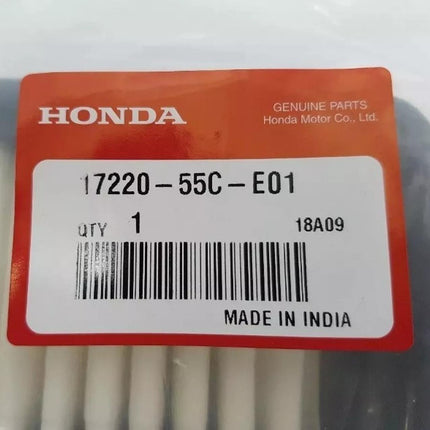 HONDA
GENUINE PARTS
Honda Motor Co., Ltd.
17220-55C-E01
QTY 1 18A09
MADE IN INDIA